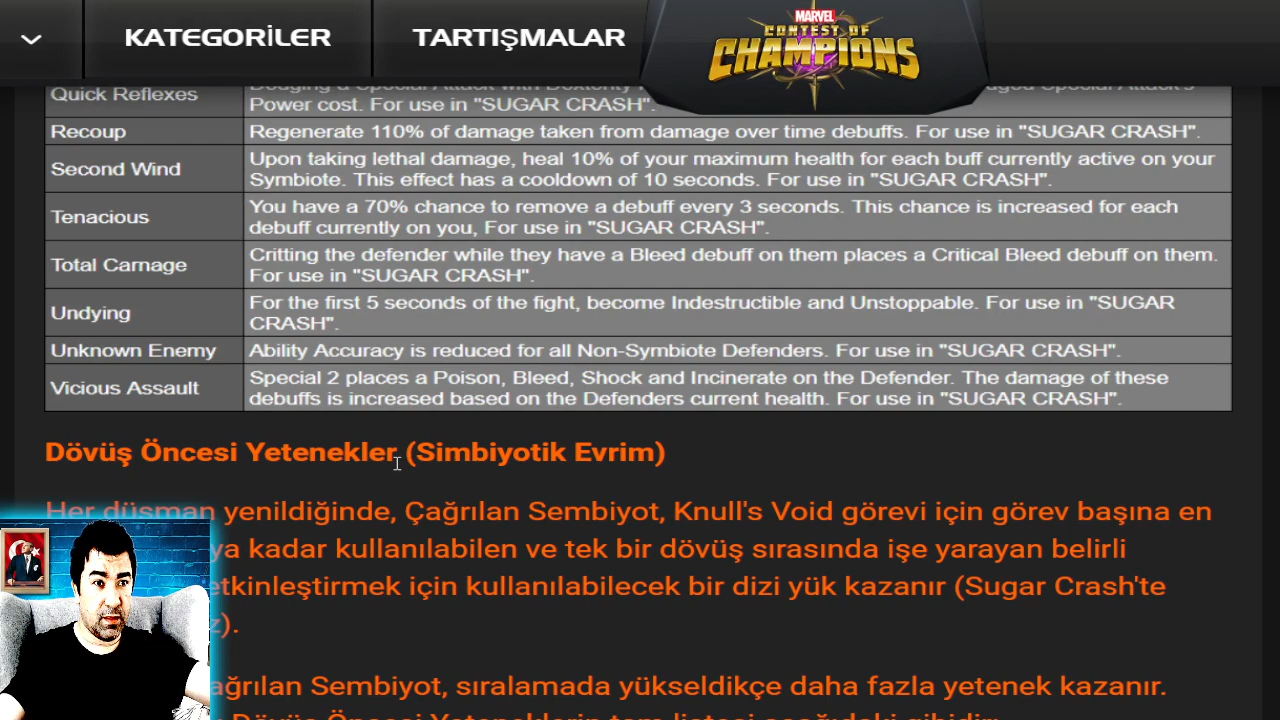 KATEGORİLER
TARTIŞMALAR
MARVEL
CONTEST OF
CHAMPIONS
Quick Reflexes
Dodging a Special Attack with Dexterity
Special Attack's
Power cost. For use in "SUGAR CRASH".
Recoup
Regenerate 110% of damage taken from damage over time debuffs. For use in "SUGAR CRASH".
Second Wind
Upon taking lethal damage, heal 10% of your maximum health for each buff currently active on your
Symbiote. This effect has a cooldown of 10 seconds. For use in "SUGAR CRASH".
Tenacious
You have a 70% chance to remove a debuff every 3 seconds. This chance is increased for each
debuff currently on you, For use in "SUGAR CRASH".
Total Carnage
Critting the defender while they have a Bleed debuff on them places a Critical Bleed debuff on them.
For use in "SUGAR CRASH".
Undying
For the first 5 seconds of the fight, become Indestructible and Unstoppable. For use in "SUGAR
CRASH".
Unknown Enemy
Ability Accuracy is reduced for all Non-Symbiote Defenders. For use in "SUGAR CRASH".
Vicious Assault
Special 2 places a Poison, Bleed, Shock and Incinerate on the Defender. The damage of these
debuffs is increased based on the Defenders current health. For use in "SUGAR CRASH".
Dövüş Öncesi Yetenekler (Simbiyotik Evrim)
Her düşman yenildiğinde, Çağrılan Sembiyot, Knull's Void görevi için görev başına en
ya kadar kullanılabilen ve tek bir dövüş sırasında işe yarayan belirli
etkinleştirmek için kullanılabilecek bir dizi yük kazanır (Sugar Crash'te
z).
ağrılan Sembiyot, sıralamada yükseldikçe daha fazla yetenek kazanır.
Dövüş Öncesi Yeteneklerin tam listesi aşağıdaki gibidir: